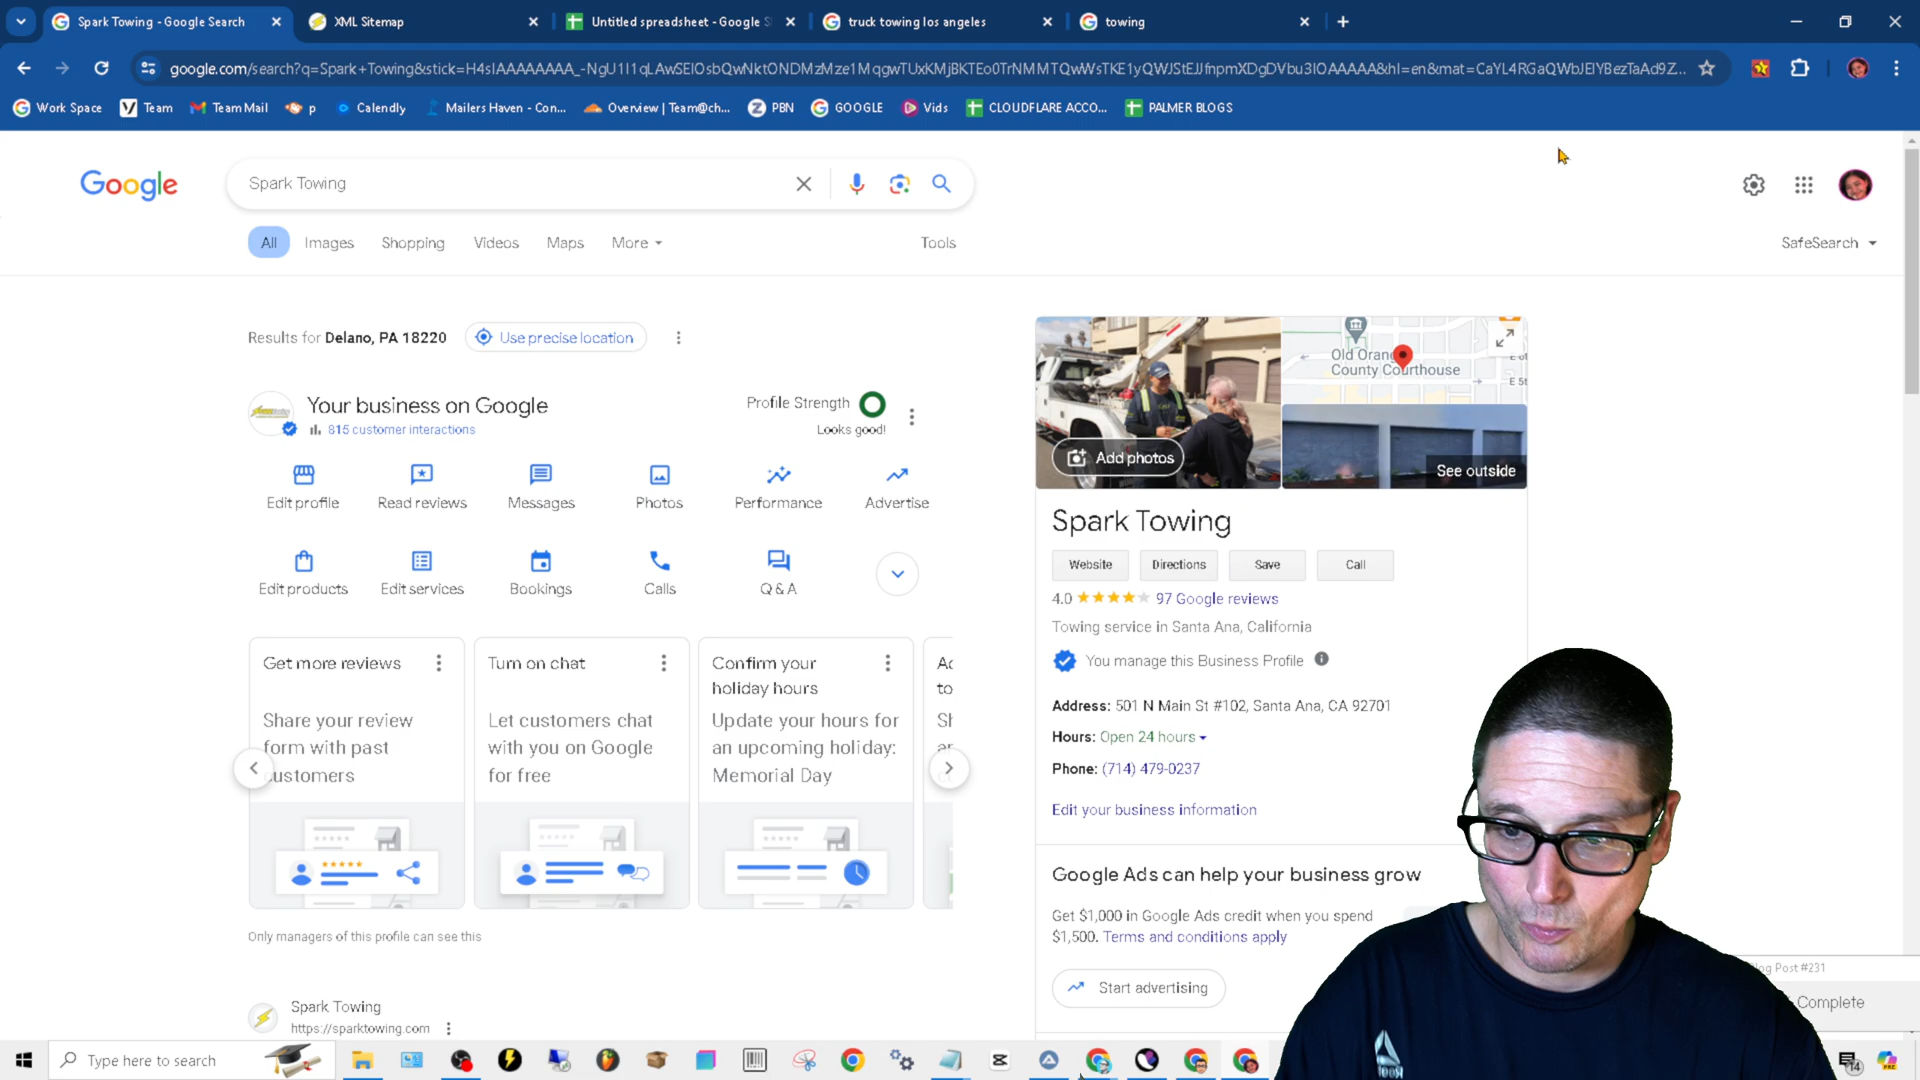 Spark Towing - Google Search
XML Sitemap
Untitled spreadsheet - Google S
truck towing los angeles
towing
google.com/search?q=Spark+Towing&stick=
Work Space
Team
Team Mail
p
Calendly
Mailers Haven - Con...
Overview | Team@ch...
PBN
GOOGLE
Vids
CLOUDFLARE ACCO...
PALMER BLOGS
Google
Spark Towing
All
Images
Shopping
Videos
Maps
More
Tools
SafeSearch
Results for Delano, PA 18220
Use precise location
Your business on Google
815 customer interactions
Profile Strength
Looks good!
Edit profile
Read reviews
Messages
Photos
Performance
Advertise
Edit products
Edit services
Bookings
Calls
Q & A
Get more reviews
Share your review
form with past
customers
Turn on chat
Let customers chat
with you on Google
for free
Confirm your
holiday hours
Update your hours for
an upcoming holiday:
Memorial Day
Only managers of this profile can see this
Spark Towing
https://sparktowing.com
Old Orang
County Courthouse
E 5t
Add photos
See outside
Spark Towing
Website
Directions
Save
Call
4.0
97 Google reviews
Towing service in Santa Ana, California
You manage this Business Profile
Address: 501 N Main St #102, Santa Ana, CA 92701
Hours: Open 24 hours
Phone: (714) 479-0237
Edit your business information
Google Ads can help your business grow
Get $1,000 in Google Ads credit when you spend
$1,500. Terms and conditions apply
Start advertising
log Post #231
Complete
Type here to search
14
PRE